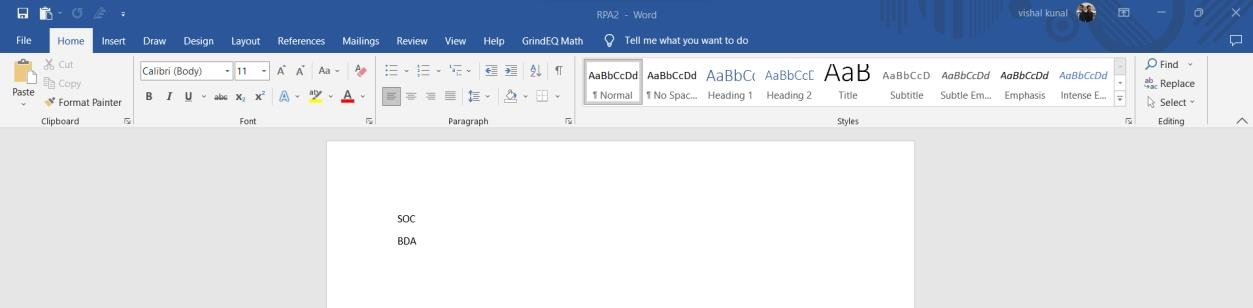 RPA2 - Word
vishal kunal
File Home Insert Draw Design Layout References Mailings Review View Help GrindEQ Math Tell me what you want to do
Paste
Cut
Copy
Format Painter
Clipboard
Calibri (Body) 11 A A Aa A
B I U abc x₂ x² A aby A
Font
Paragraph
AaBbCcDd AaBbCcDd AaBbCc AaBbCcE AaB AaBbCcD AaBbCcDd AaBbCcDd AaBbCcDd
¶ Normal ¶ No Spac... Heading 1 Heading 2 Title Subtitle Subtle Em... Emphasis Intense E...
Styles
Find
Replace
Select
Editing
SOC
BDA